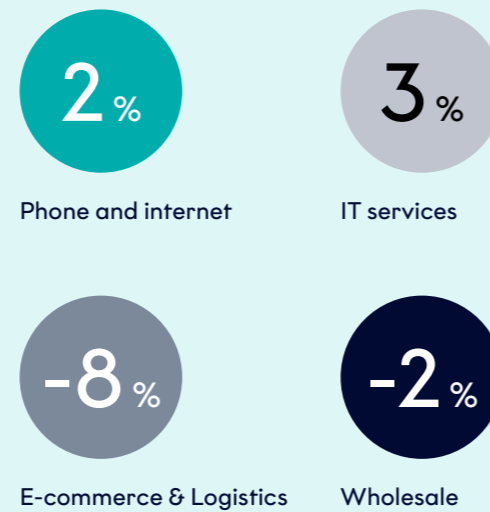 2 %
3 %
Phone and internet
IT services
-8 %
-2 %
E-commerce & Logistics
Wholesale